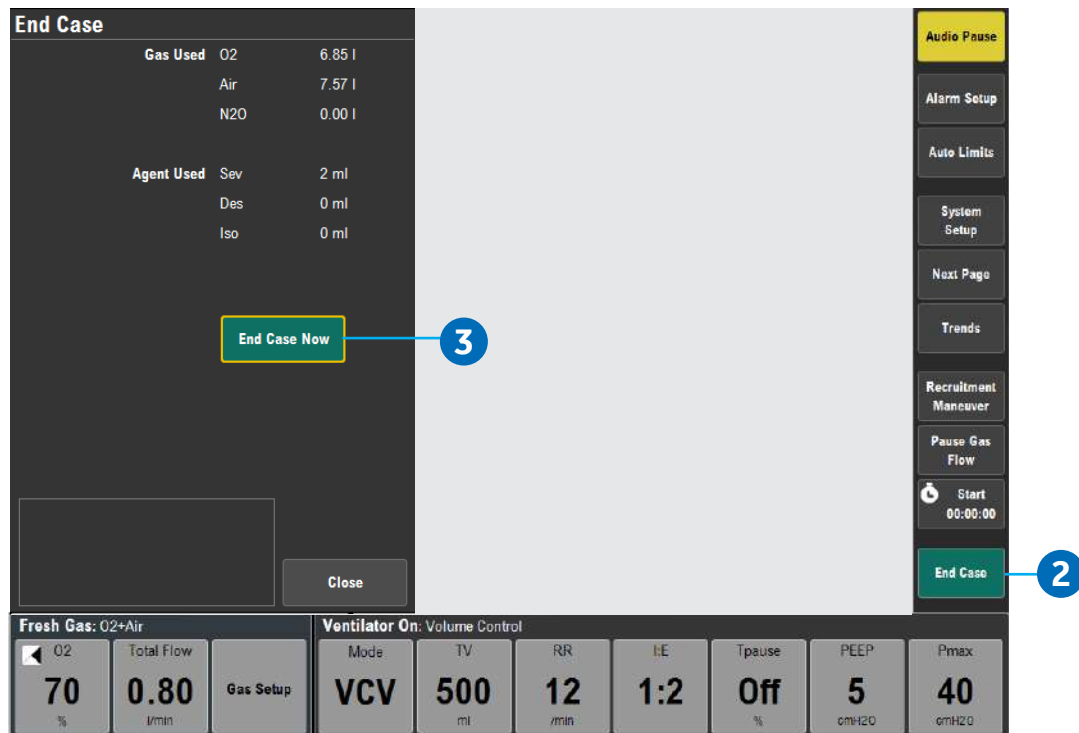 End Case
Gas Used O2 6.85 l
Air 7.57 l
N2O 0.00 l
Agent Used Sev 2 ml
Des 0 ml
Iso 0 ml
End Case Now
3
Close
Audio Pause
Alarm Setup
Auto Limits
System
Setup
Next Page
Trends
Recruitment
Maneuver
Pause Gas
Flow
Start
00:00:00
End Case
2
Fresh Gas: O2+Air
O2
70
%
Total Flow
0.80
l/min
Gas Setup
Ventilator On: Volume Control
Mode
VCV
TV
500
ml
RR
12
/min
I:E
1:2
Tpause
Off
%
PEEP
5
cmH2O
Pmax
40
cmH2O